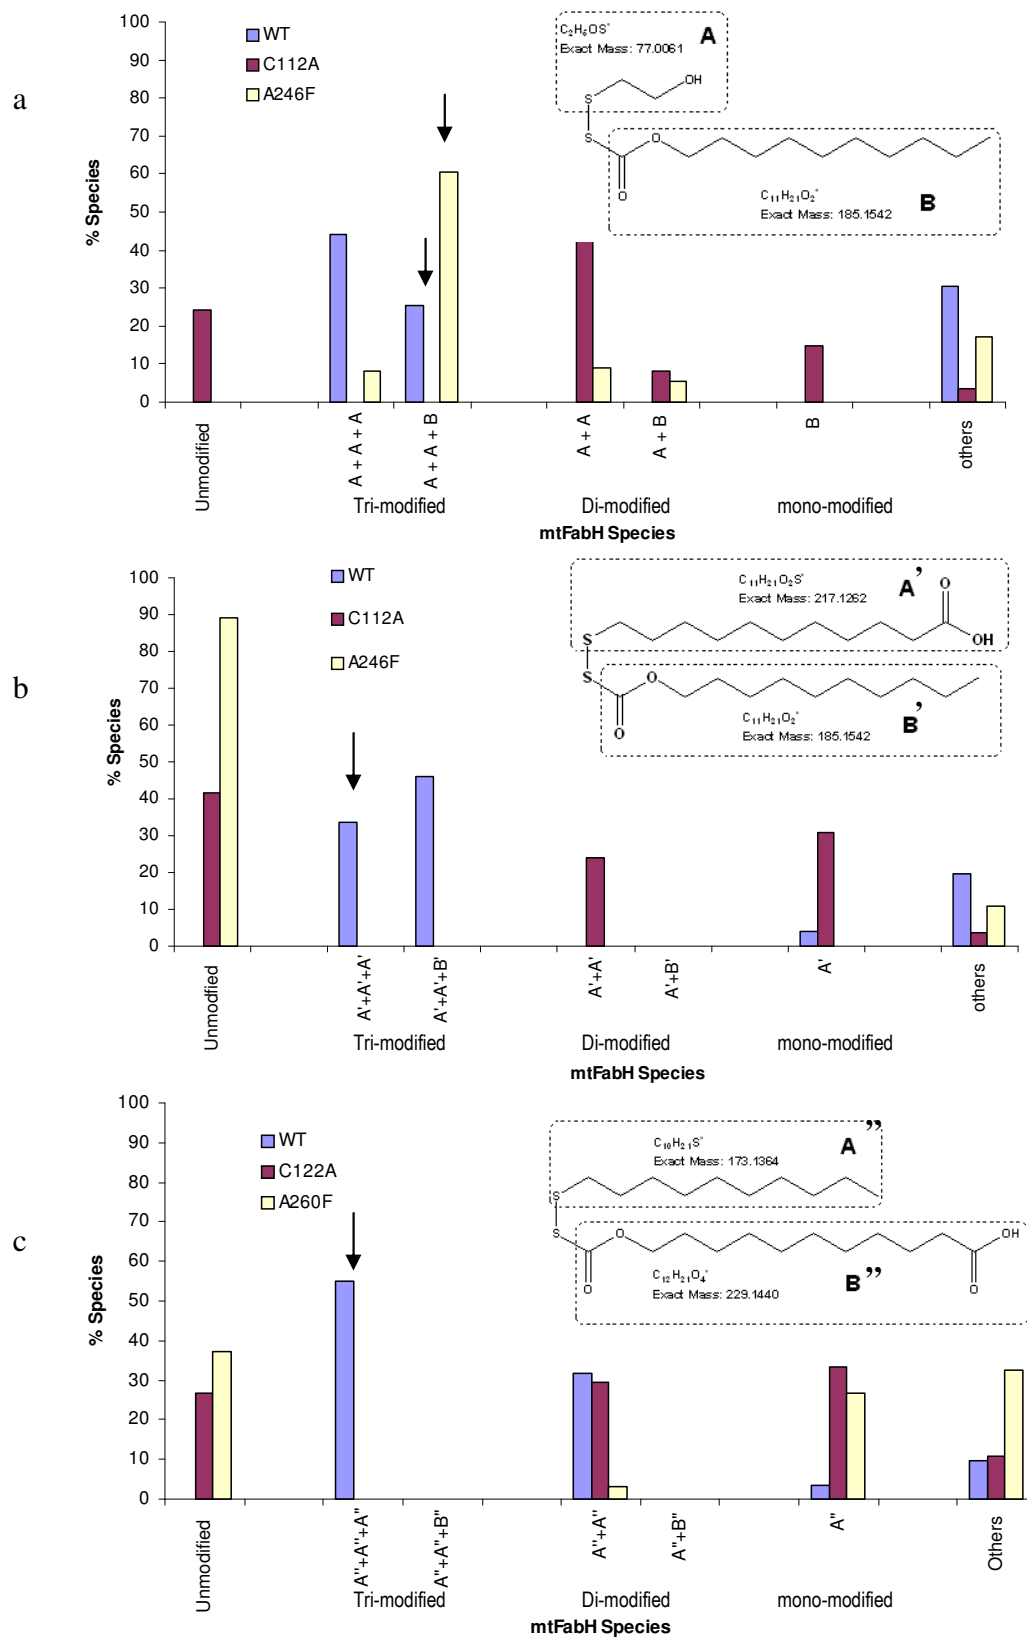 a
100
90
80
70
60
50
40
30
20
10
0
% Species
WT
C112A
A246F
C₂H₅OS•
Exact Mass: 77.0061
A
OH
S
S
O
O
C₁₁H₂₁O₂•
Exact Mass: 185.1542
B
Unmodified
A + A + A
A + A + B
A + A
A + B
B
others
Tri-modified
Di-modified
mono-modified
mtFabH Species
b
100
90
80
70
60
50
40
30
20
10
0
% Species
WT
C112A
A246F
C₁₁H₂₁O₂S•
Exact Mass: 217.1262
A’
O
OH
S
S
O
O
C₁₁H₂₁O₂•
Exact Mass: 185.1542
B’
Unmodfied
A'+A'+A'
A'+A'+B'
A'+A'
A'+B'
A'
others
Tri-modified
Di-modified
mono-modified
mtFabH Species
c
100
90
80
70
60
50
40
30
20
10
0
% Species
WT
C122A
A260F
C₁₀H₂₁S•
Exact Mass: 173.1364
A”
S
S
O
OH
O
O
C₁₂H₂₁O₄•
Exact Mass: 229.1440
B”
Unmodified
A"+A"+A"
A"+A"+B"
A"+A"
A"+B"
A"
Others
Tri-modified
Di-modified
mono-modified
mtFabH Species